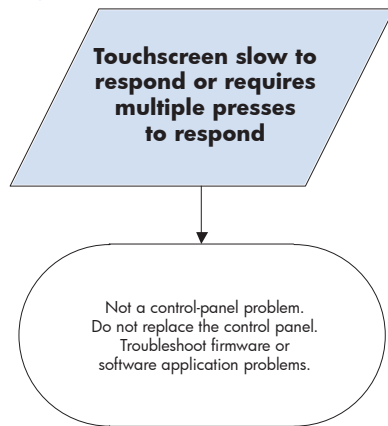 Touchscreen slow to
respond or requires
multiple presses
to respond
Not a control-panel problem.
Do not replace the control panel.
Troubleshoot firmware or
software application problems.